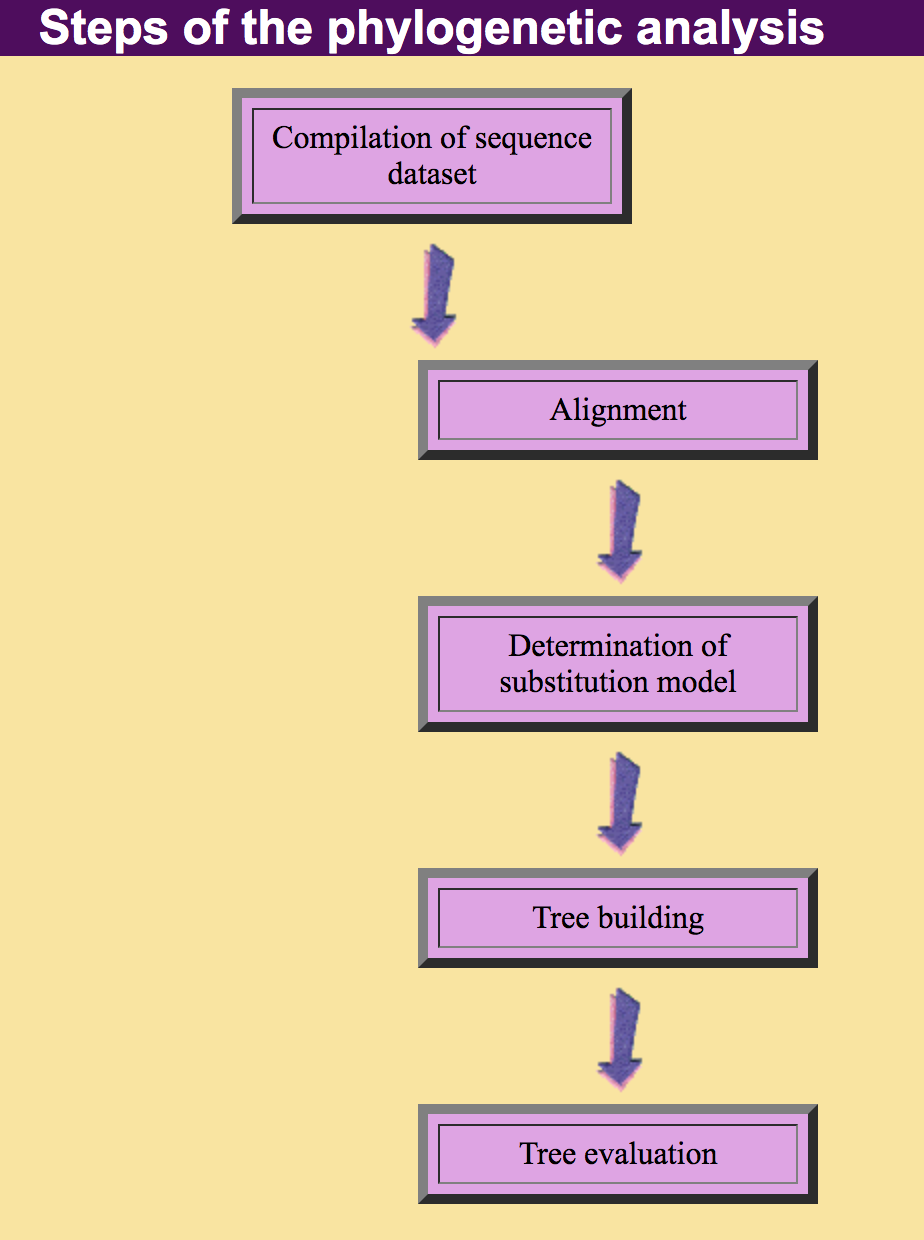 Steps of the phylogenetic analysis
Compilation of sequence
dataset
Alignment
Determination of
substitution model
Tree building
Tree evaluation